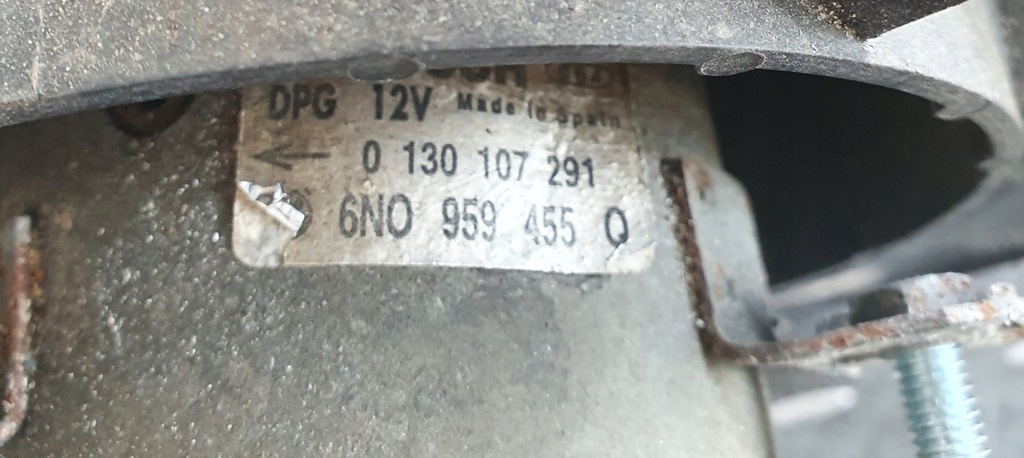 DPG 12V Made in Spain
← 0 130 107 291
6N0 959 455 Q